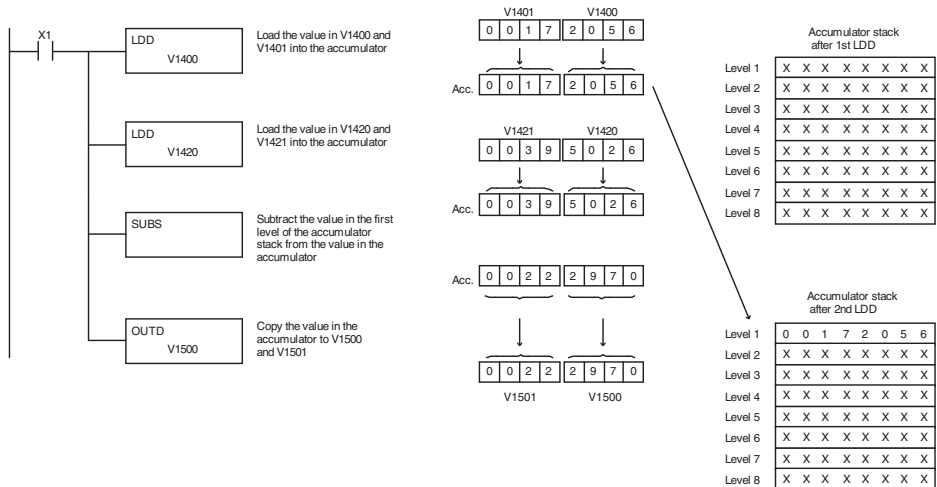 X1
LDD
V1400
Load the value in V1400 and
V1401 into the accumulator
LDD
V1420
Load the value in V1420 and
V1421 into the accumulator
SUBS
Subtract the value in the first
level of the accumulator
stack from the value in the
accumulator
OUTD
V1500
Copy the value in the
accumulator to V1500
and V1501
V1401 V1400
0 0 1 7 2 0 5 6
Acc. 0 0 1 7 2 0 5 6
V1421 V1420
0 0 3 9 5 0 2 6
Acc. 0 0 3 9 5 0 2 6
Acc. 0 0 2 2 2 9 7 0
0 0 2 2 2 9 7 0
V1501 V1500
Accumulator stack
after 1st LDD
Level 1 X X X X X X X X
Level 2 X X X X X X X X
Level 3 X X X X X X X X
Level 4 X X X X X X X X
Level 5 X X X X X X X X
Level 6 X X X X X X X X
Level 7 X X X X X X X X
Level 8 X X X X X X X X
Accumulator stack
after 2nd LDD
Level 1 0 0 1 7 2 0 5 6
Level 2 X X X X X X X X
Level 3 X X X X X X X X
Level 4 X X X X X X X X
Level 5 X X X X X X X X
Level 6 X X X X X X X X
Level 7 X X X X X X X X
Level 8 X X X X X X X X